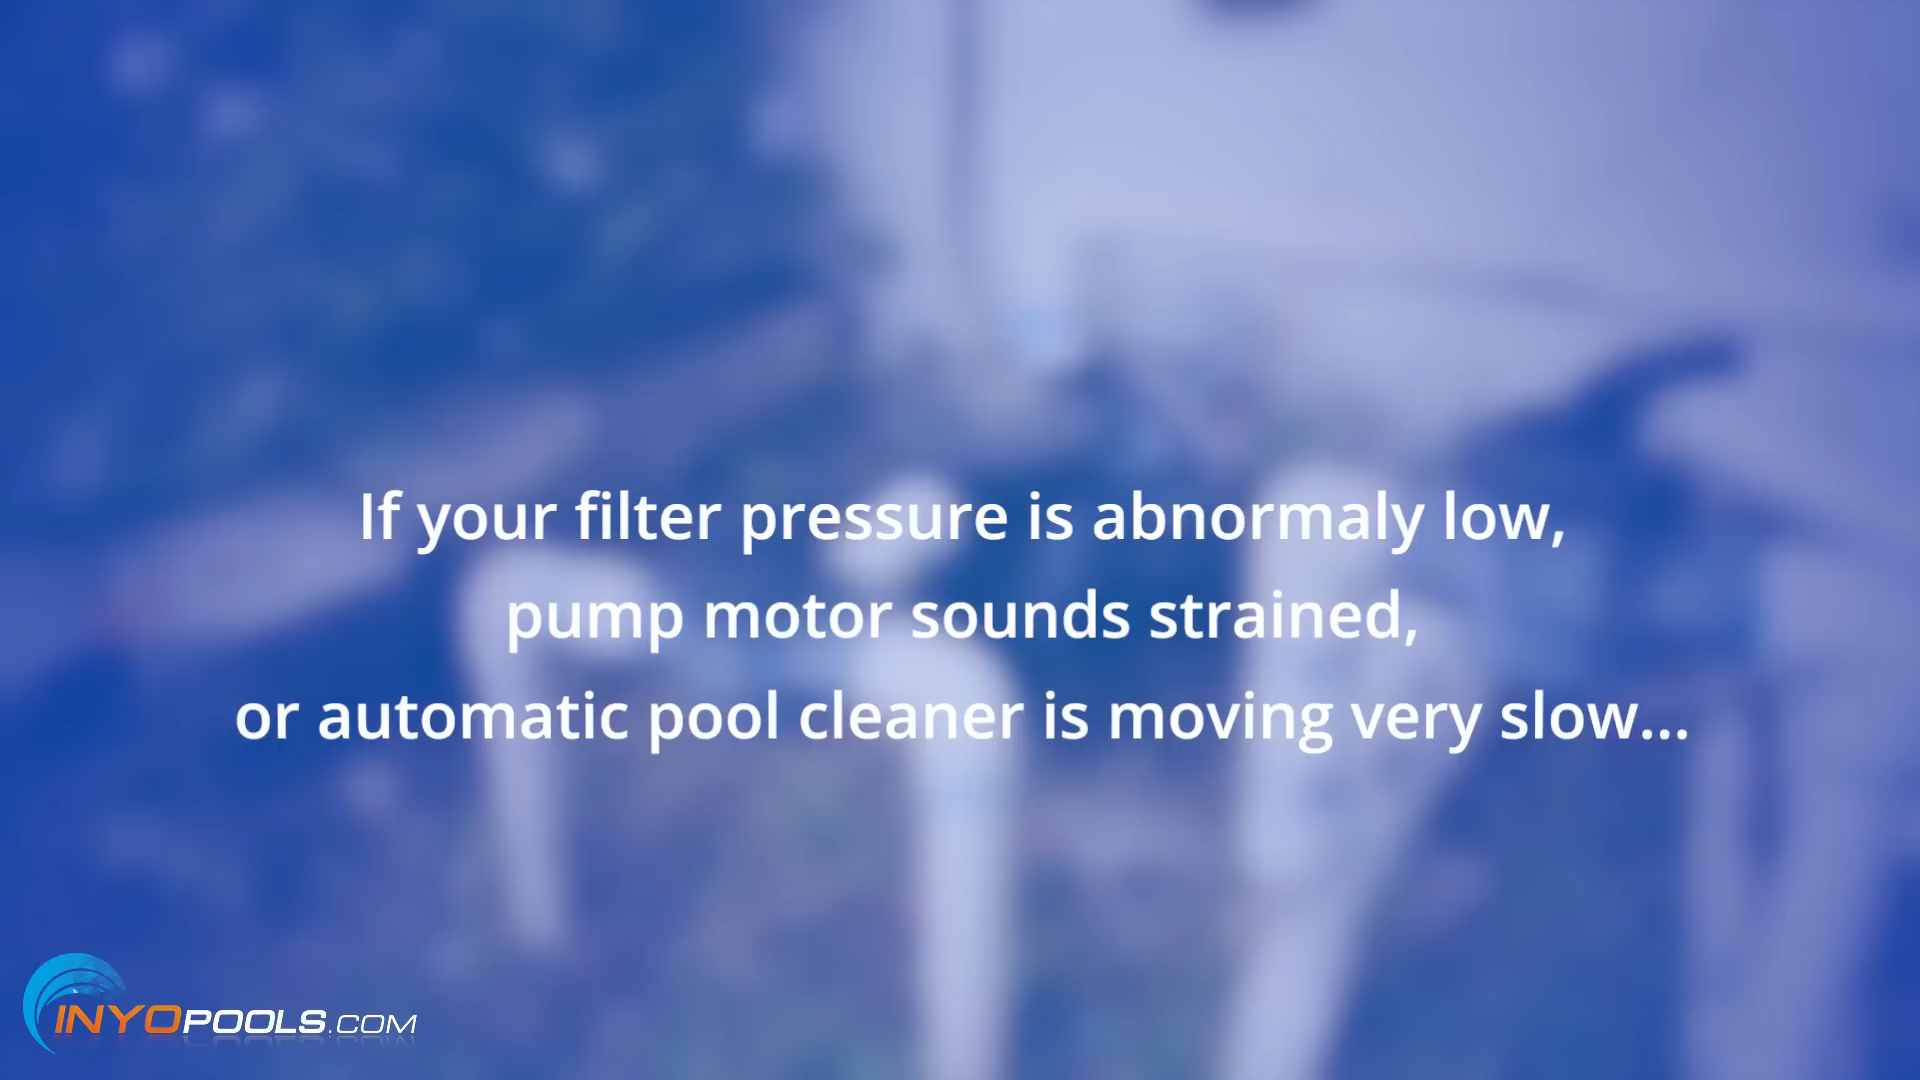 If your filter pressure is abnormaly low,
pump motor sounds strained,
or automatic pool cleaner is moving very slow...
INYOPOOLS.COM